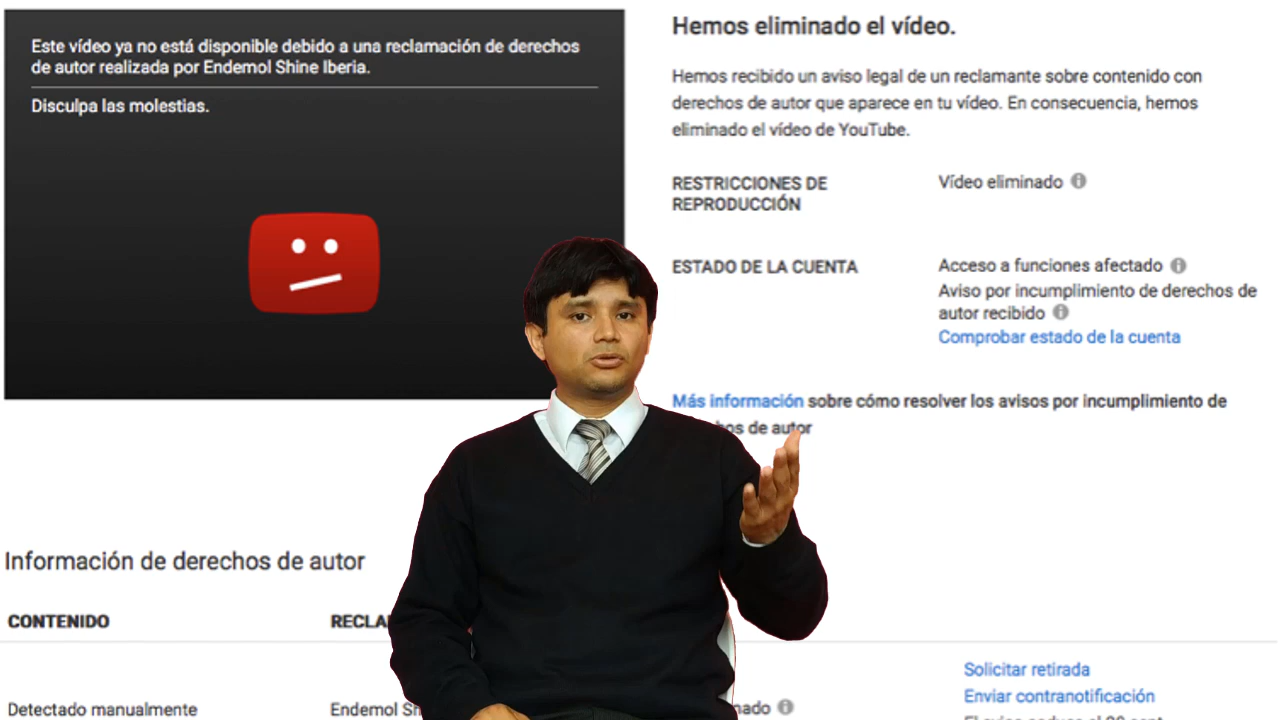 Este vídeo ya no está disponible debido a una reclamación de derechos
de autor realizada por Endemol Shine Iberia.
Disculpa las molestias.
Hemos eliminado el vídeo.
Hemos recibido un aviso legal de un reclamante sobre contenido con
derechos de autor que aparece en tu vídeo. En consecuencia, hemos
eliminado el vídeo de YouTube.
RESTRICCIONES DE
REPRODUCCIÓN
Vídeo eliminado
ESTADO DE LA CUENTA
Acceso a funciones afectado
Aviso por incumplimiento de derechos de
autor recibido
Comprobar estado de la cuenta
Más información sobre cómo resolver los avisos por incumplimiento de
de autor
Información de derechos de autor
CONTENIDO
Detectado manualmente
Endemol
Solicitar retirada
Enviar contranotificación